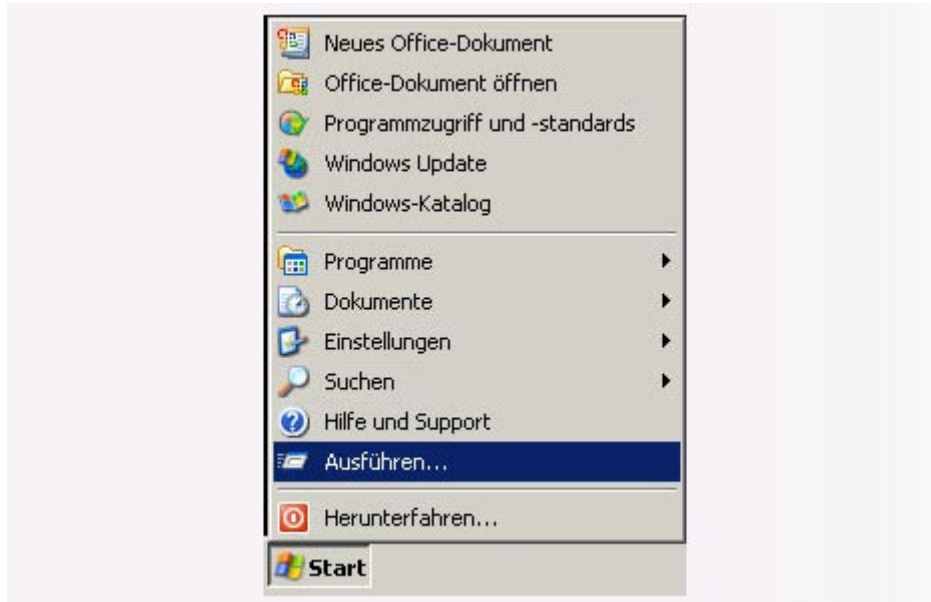 Neues Office-Dokument
Office-Dokument öffnen
Programmzugriff und -standards
Windows Update
Windows-Katalog
Programme
Dokumente
Einstellungen
Suchen
Hilfe und Support
Ausführen...
Herunterfahren...
Start